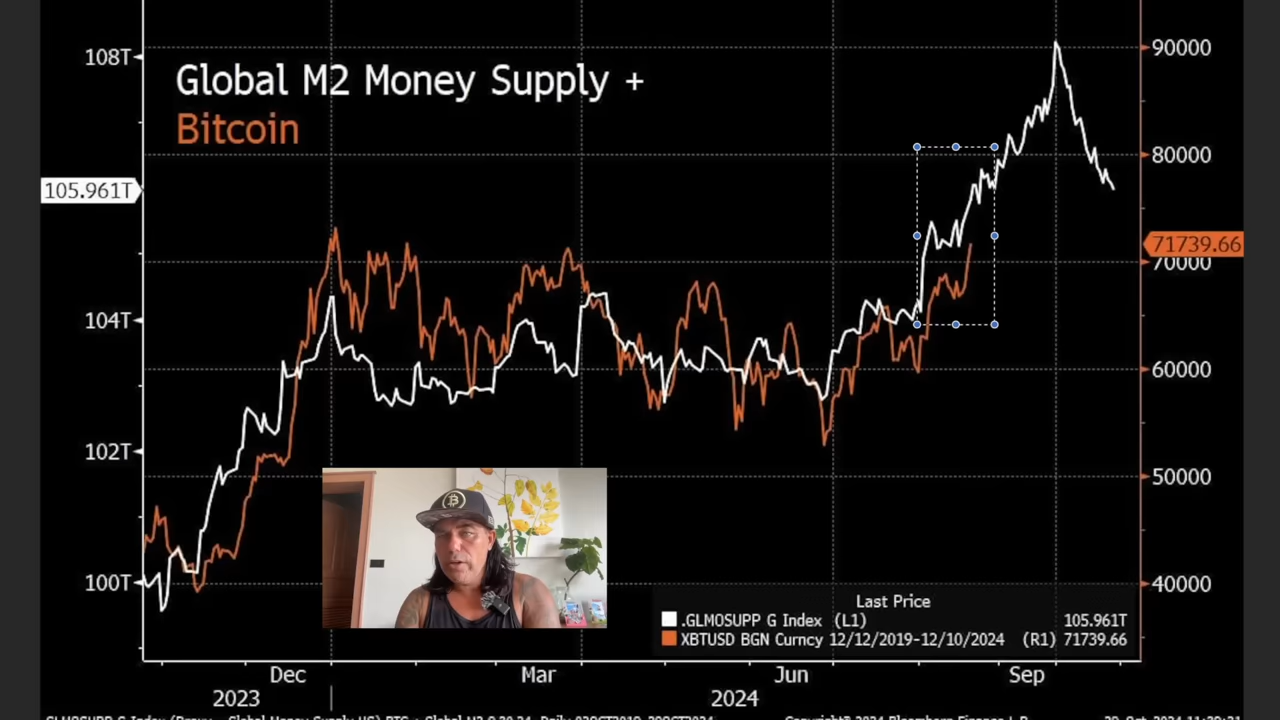 Global M2 Money Supply +
Bitcoin
108T
105.961T
104T
102T
100T
90000
80000
71739.66
70000
60000
50000
40000
Last Price
.GLMOSUPP G Index (L1) 105.961T
XBTUSD BGN Curncy 12/12/2019-12/10/2024 (R1) 71739.66
Dec Mar Jun Sep
2023 2024